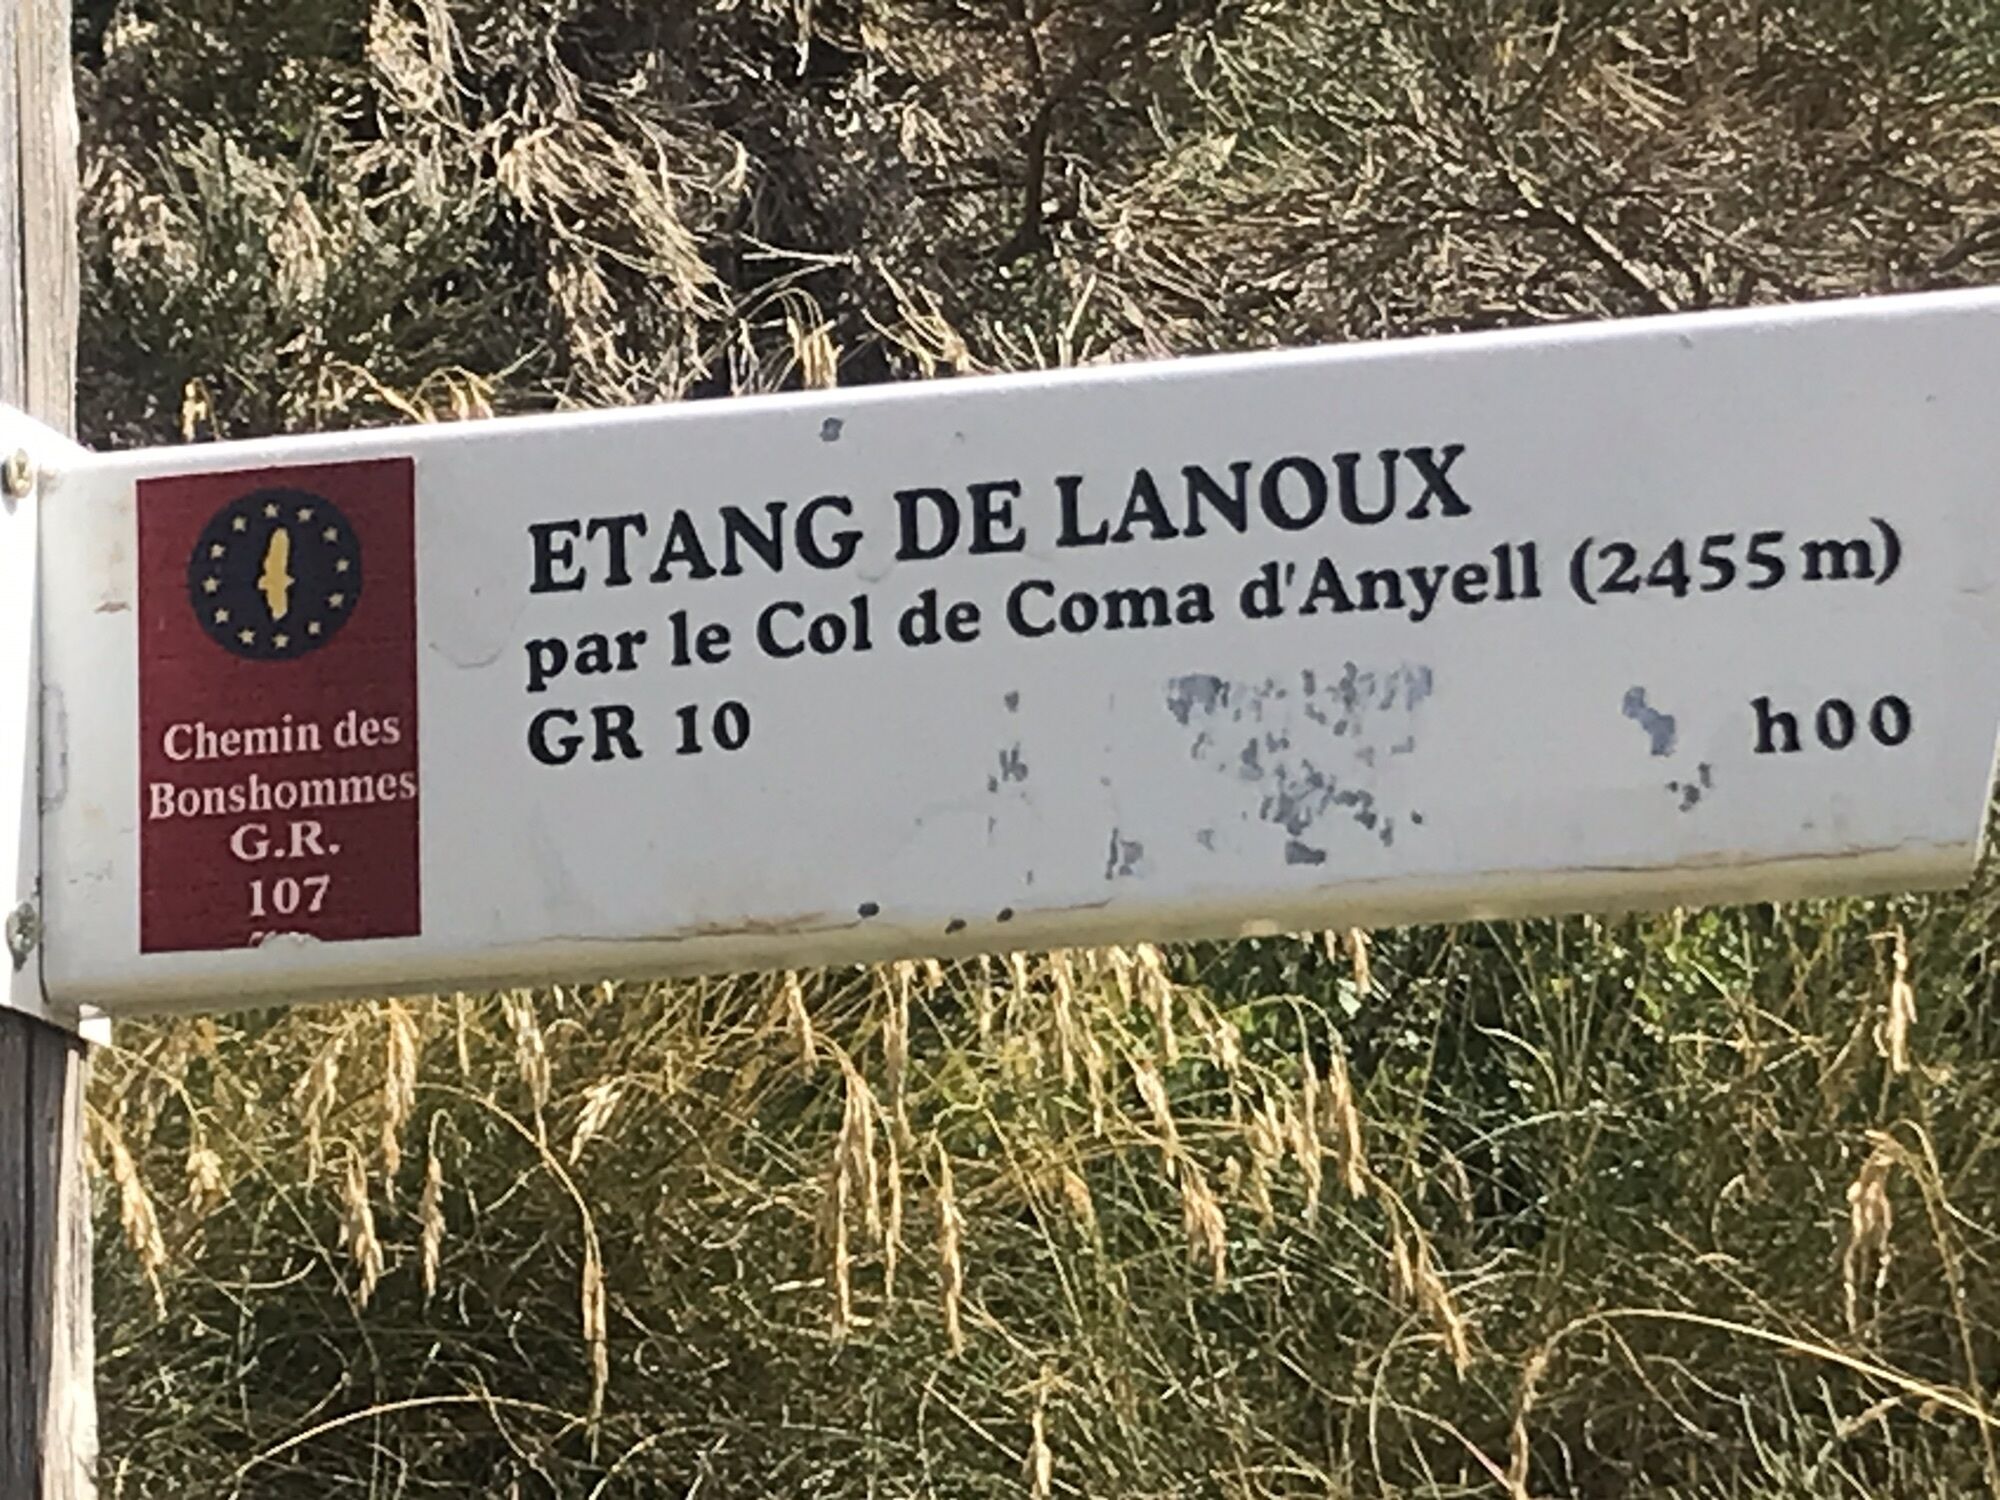 ETANG DE LANOUX
par le Col de Coma d'Anyell (2455 m)
GR 10
h00
Chemin des
Bonshommes
G.R.
107